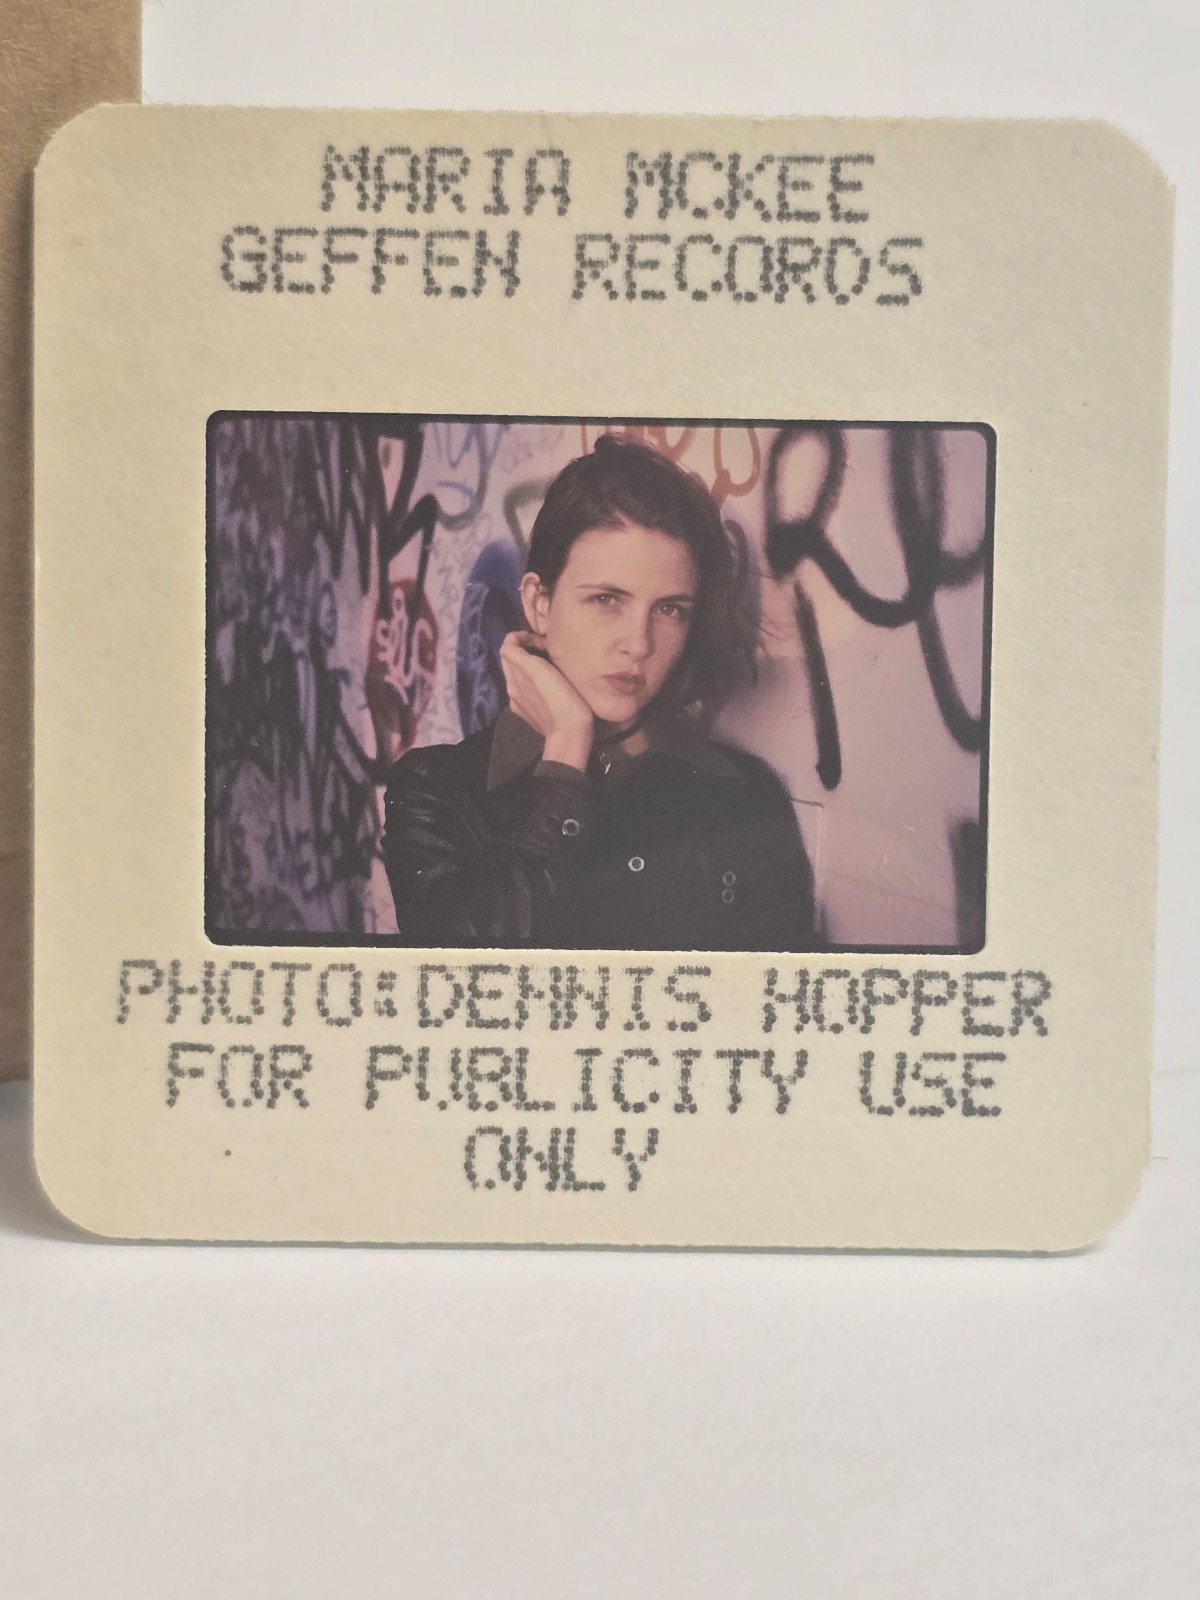 MARIA MCKEE
GEFFEN RECORDS
PHOTO:DENNIS HOPPER
FOR PUBLICITY USE
ONLY